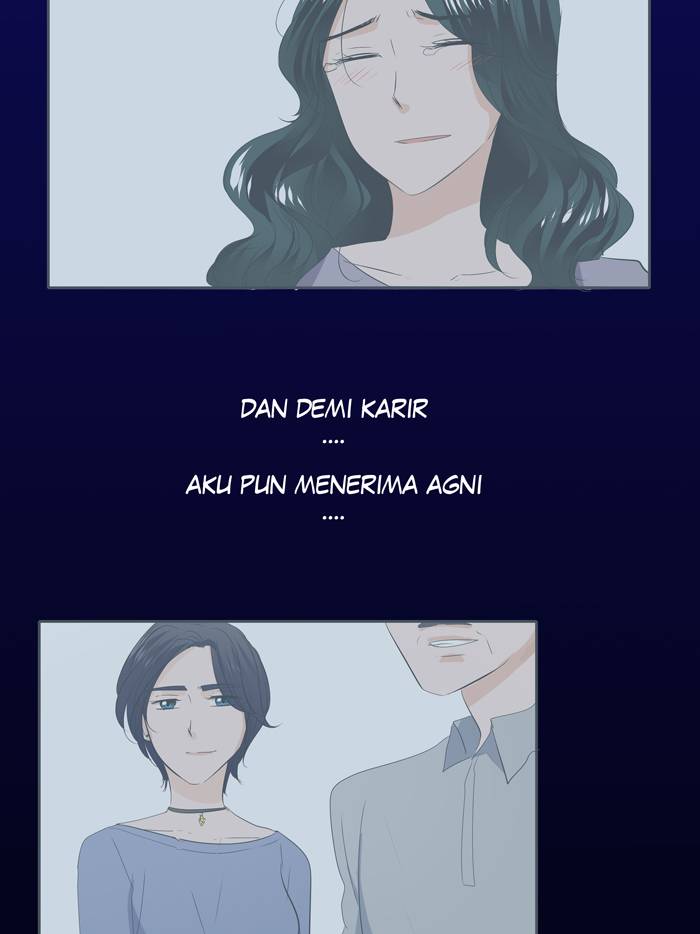 DAN DEMI KARIR
....
AKU PUN MENERIMA AGNI
....